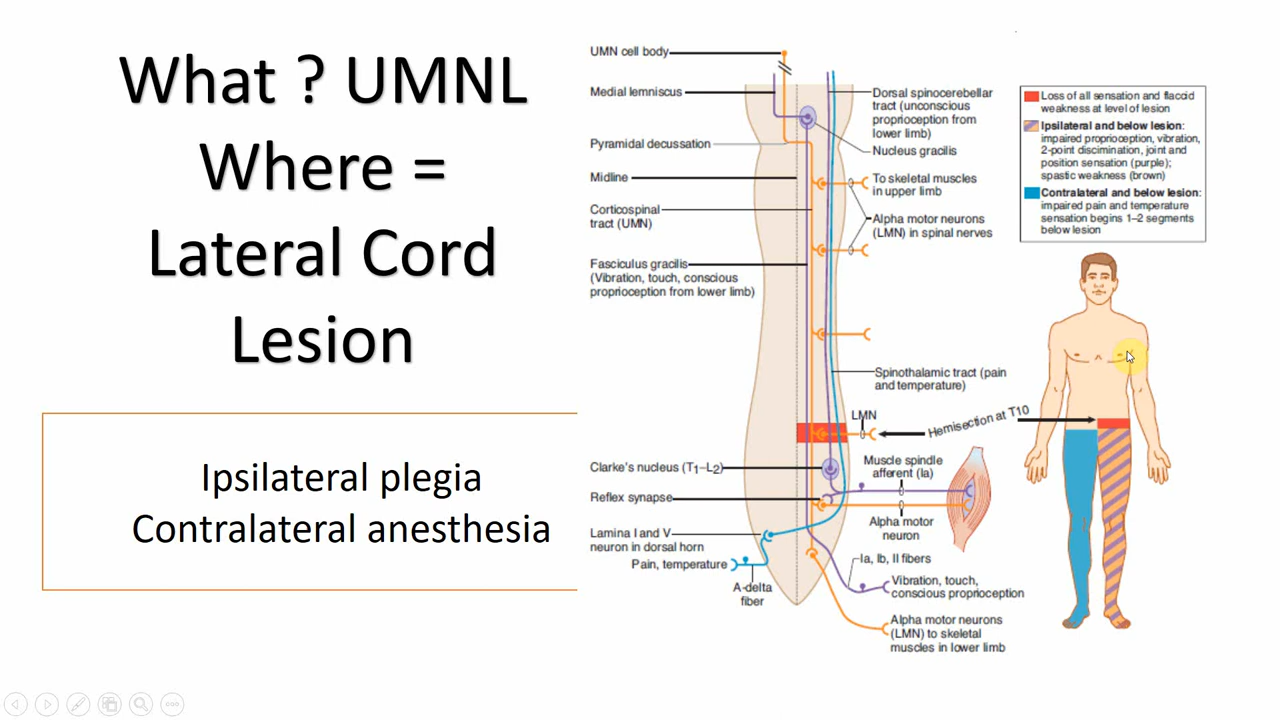 What ? UMNL
Where =
Lateral Cord
Lesion
Ipsilateral plegia
Contralateral anesthesia
UMN cell body
Medial lemniscus
Pyramidal decussation
Midline
Corticospinal
tract (UMN)
Fasciculus gracilis
(Vibration, touch, conscious
proprioception from lower limb)
Clarke's nucleus (T1–L2)
Reflex synapse
Lamina I and V
neuron in dorsal horn
Pain, temperature
A-delta
fiber
Dorsal spinocerebellar
tract (unconscious
proprioception from
lower limb)
Nucleus gracilis
To skeletal muscles
in upper limb
Alpha motor neurons
(LMN) in spinal nerves
Spinothalamic tract (pain
and temperature)
LMN
Hemisection at T10
Muscle spindle
afferent (Ia)
Alpha motor
neuron
Ia, Ib, II fibers
Vibration, touch,
conscious proprioception
Alpha motor neurons
(LMN) to skeletal
muscles in lower limb
Loss of all sensation and flaccid
weakness at level of lesion
Ipsilateral and below lesion:
impaired proprioception, vibration,
2-point discimination, joint and
position sensation (purple);
spastic weakness (brown)
Contralateral and below lesion:
impaired pain and temperature
sensation begins 1–2 segments
below lesion